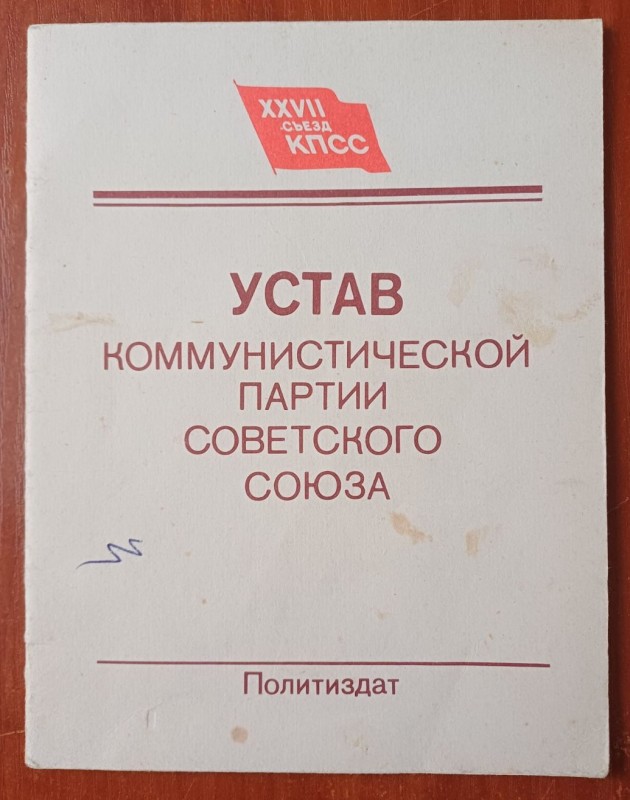 XXVII
СЪЕЗД
КПСС
УСТАВ
КОММУНИСТИЧЕСКОЙ
ПАРТИИ
СОВЕТСКОГО
СОЮЗА
Политиздат